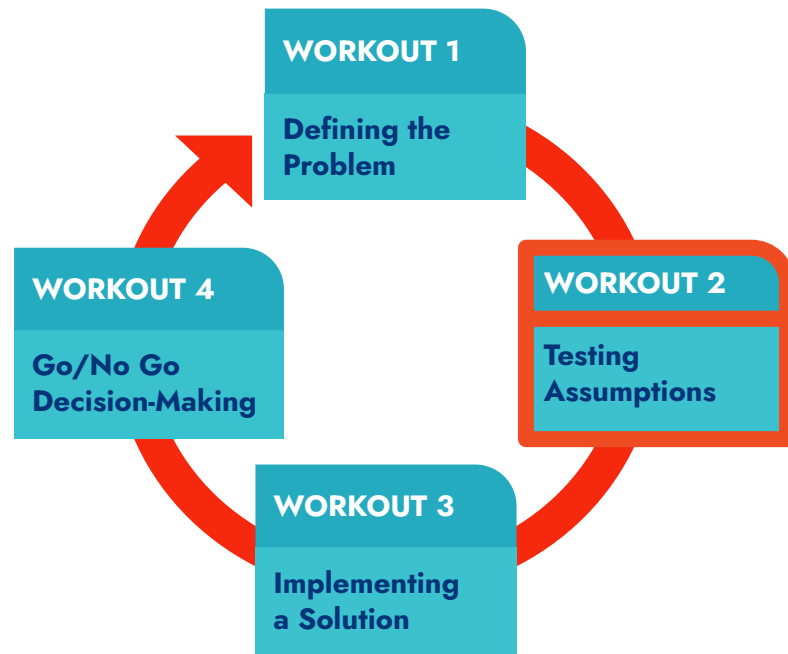 WORKOUT 1
Defining the
Problem
WORKOUT 2
Testing
Assumptions
WORKOUT 3
Implementing
a Solution
WORKOUT 4
Go/No Go
Decision-Making